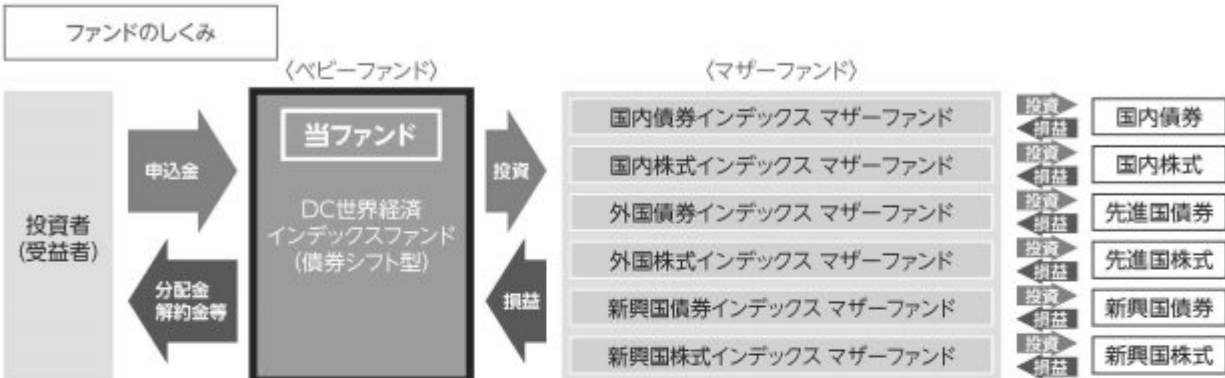 ファンドのしくみ
〈ベビーファンド〉
〈マザーファンド〉
投資者
(受益者)
申込金
分配金
解約金等
当ファンド
DC世界経済
インデックスファンド
(債券シフト型)
投資
損益
国内債券インデックス マザーファンド
国内株式インデックス マザーファンド
外国債券インデックス マザーファンド
外国株式インデックス マザーファンド
新興国債券インデックス マザーファンド
新興国株式インデックス マザーファンド
投資
損益
国内債券
投資
損益
国内株式
投資
損益
先進国債券
投資
損益
先進国株式
投資
損益
新興国債券
投資
損益
新興国株式